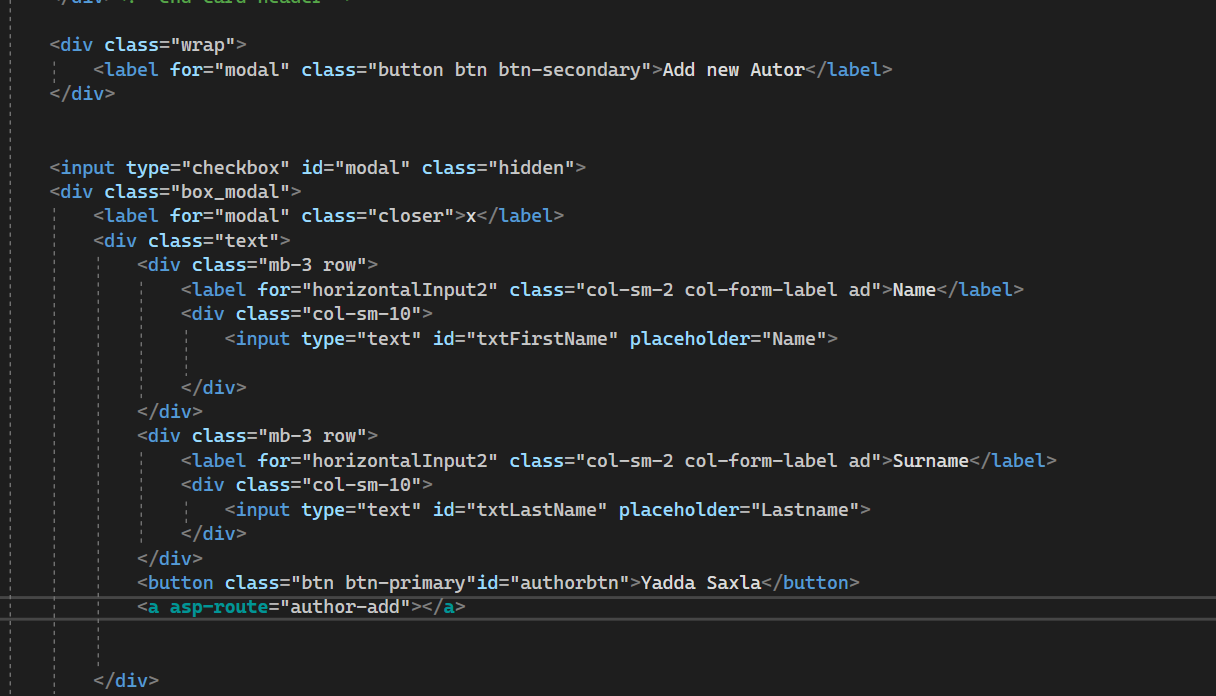 <div class="wrap">
<label for="modal" class="button btn btn-secondary">Add new Autor</label>
</div>
<input type="checkbox" id="modal" class="hidden">
<div class="box_modal">
<label for="modal" class="closer">x</label>
<div class="text">
<div class="mb-3 row">
<label for="horizontalInput2" class="col-sm-2 col-form-label ad">Name</label>
<div class="col-sm-10">
<input type="text" id="txtFirstName" placeholder="Name">
</div>
</div>
<div class="mb-3 row">
<label for="horizontalInput2" class="col-sm-2 col-form-label ad">Surname</label>
<div class="col-sm-10">
<input type="text" id="txtLastName" placeholder="Lastname">
</div>
</div>
<button class="btn btn-primary"id="authorbtn">Yadda Saxla</button>
<a asp-route="author-add"></a>
</div>